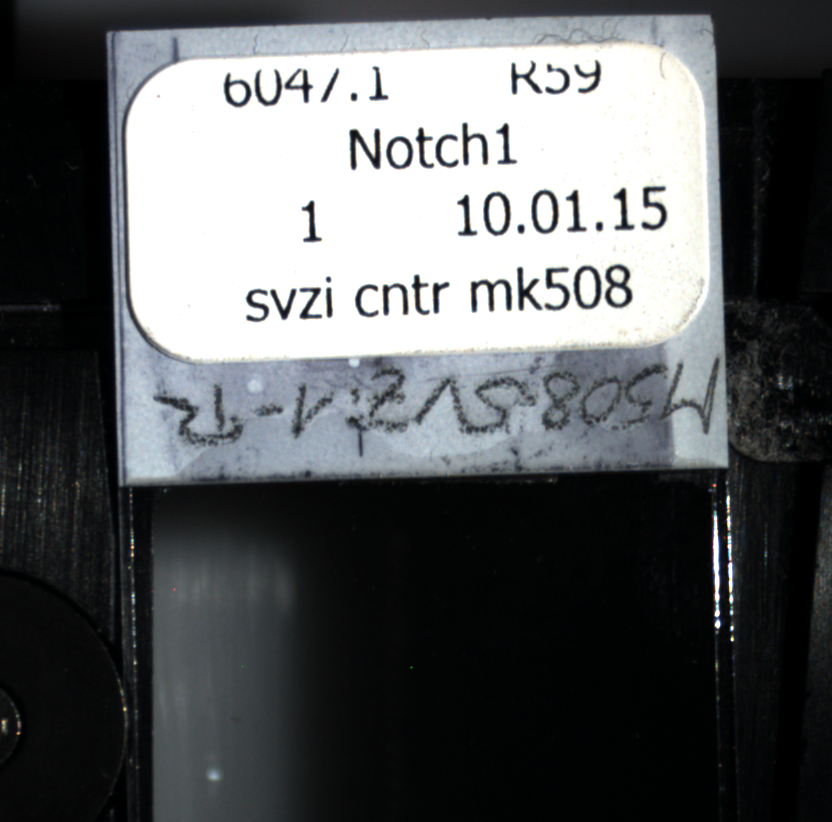 6047.1 R59
Notch1
1 10.01.15
svzi cntr mk508